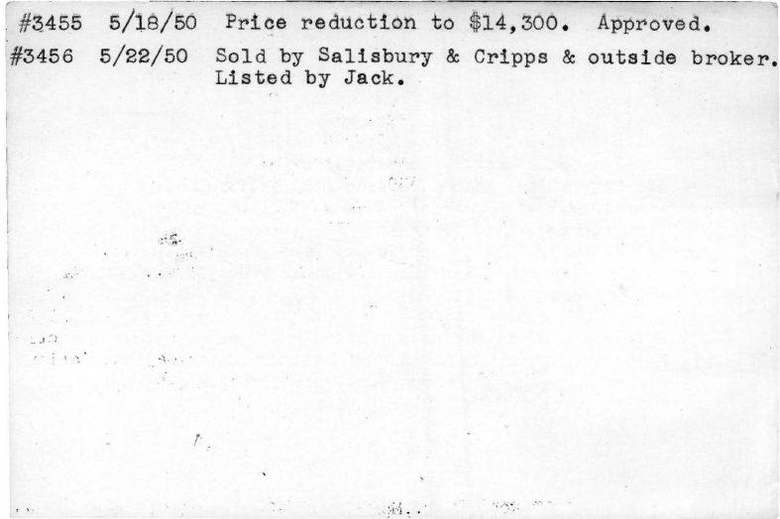 #3455 5/18/50 Price reduction to $14,300. Approved.
#3456 5/22/50 Sold by Salisbury & Cripps & outside broker.
Listed by Jack.